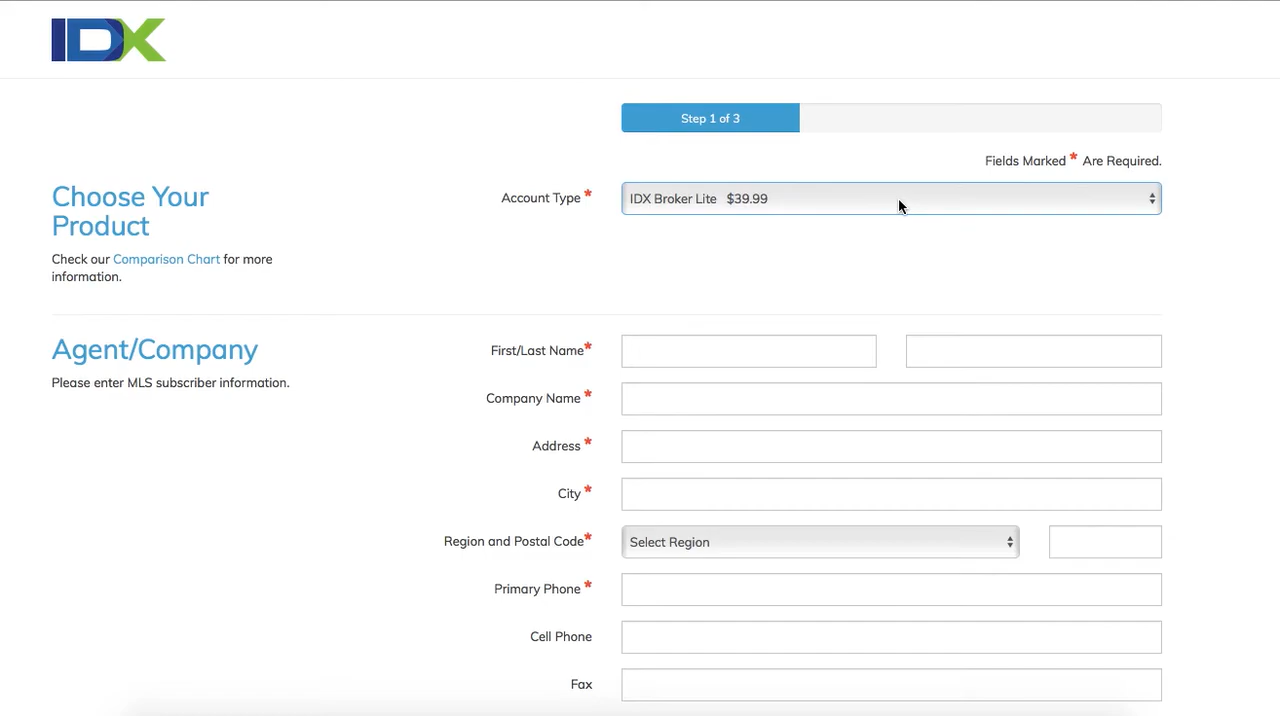 IDX
Step 1 of 3
Fields Marked * Are Required.
Choose Your
Product
Check our Comparison Chart for more
information.
Account Type *
IDX Broker Lite $39.99
Agent/Company
Please enter MLS subscriber information.
First/Last Name*
Company Name *
Address *
City *
Region and Postal Code*
Select Region
Primary Phone *
Cell Phone
Fax